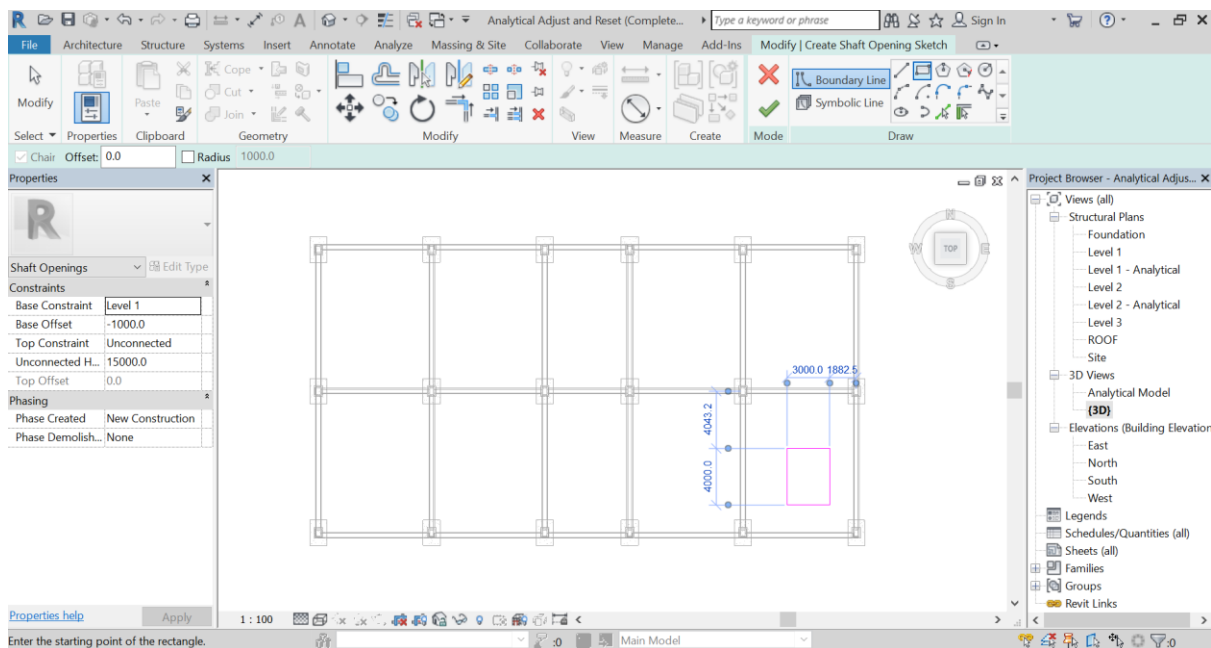 Analytical Adjust and Reset (Complete... Type a keyword or phrase Sign In
File Architecture Structure Systems Insert Annotate Analyze Massing & Site Collaborate View Manage Add-Ins Modify | Create Shaft Opening Sketch
Modify Paste Cope Cut Join Boundary Line
Symbolic Line
Select Properties Clipboard Geometry Modify View Measure Create Mode Draw
Chair Offset: 0.0 Radius 1000.0
Properties
R
Shaft Openings Edit Type
Constraints
Base Constraint Level 1
Base Offset -1000.0
Top Constraint Unconnected
Unconnected H... 15000.0
Top Offset 0.0
Phasing
Phase Created New Construction
Phase Demolish... None
Properties help Apply
N
W TOP E
3000.0 1882.5
4043.2
4000.0
1 : 100
Project Browser - Analytical Adjus...
Views (all)
Structural Plans
Foundation
Level 1
Level 1 - Analytical
Level 2
Level 2 - Analytical
Level 3
ROOF
Site
3D Views
Analytical Model
{3D}
Elevations (Building Elevation
East
North
South
West
Legends
Schedules/Quantities (all)
Sheets (all)
Families
Groups
Revit Links
Enter the starting point of the rectangle. :0 Main Model :0